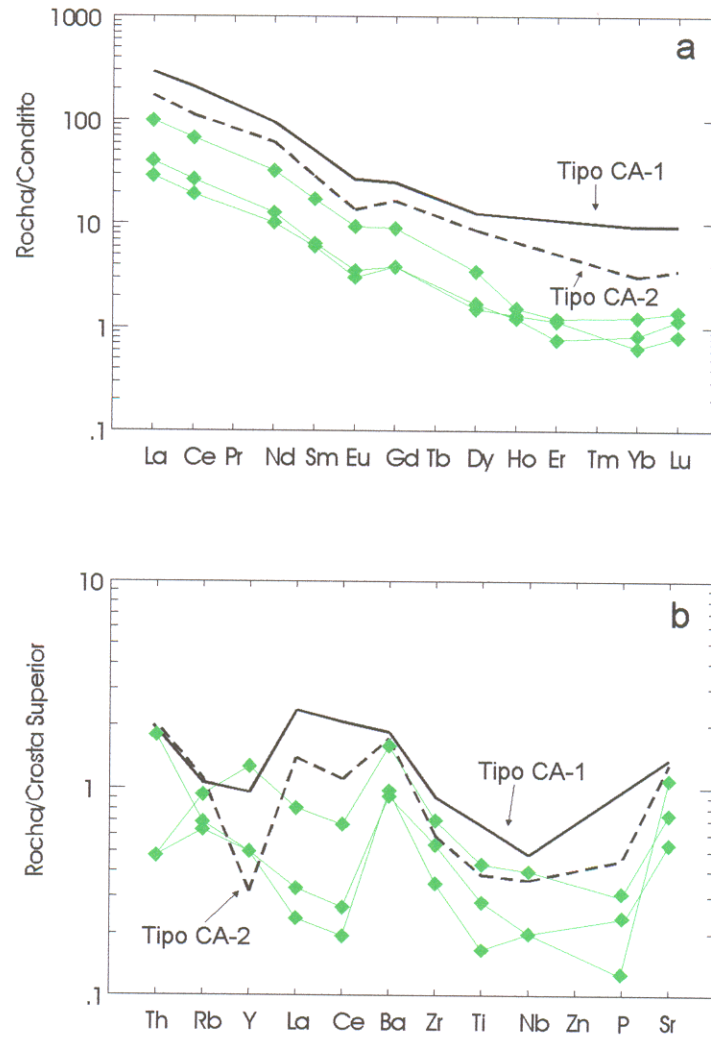 a
1000
100
10
1
.1
Rocha/Condrito
Tipo CA-1
Tipo CA-2
La Ce Pr Nd Sm Eu Gd Tb Dy Ho Er Tm Yb Lu
b
10
1
.1
Rocha/Crosta Superior
Tipo CA-1
Tipo CA-2
Th Rb Y La Ce Ba Zr Ti Nb Zn P Sr